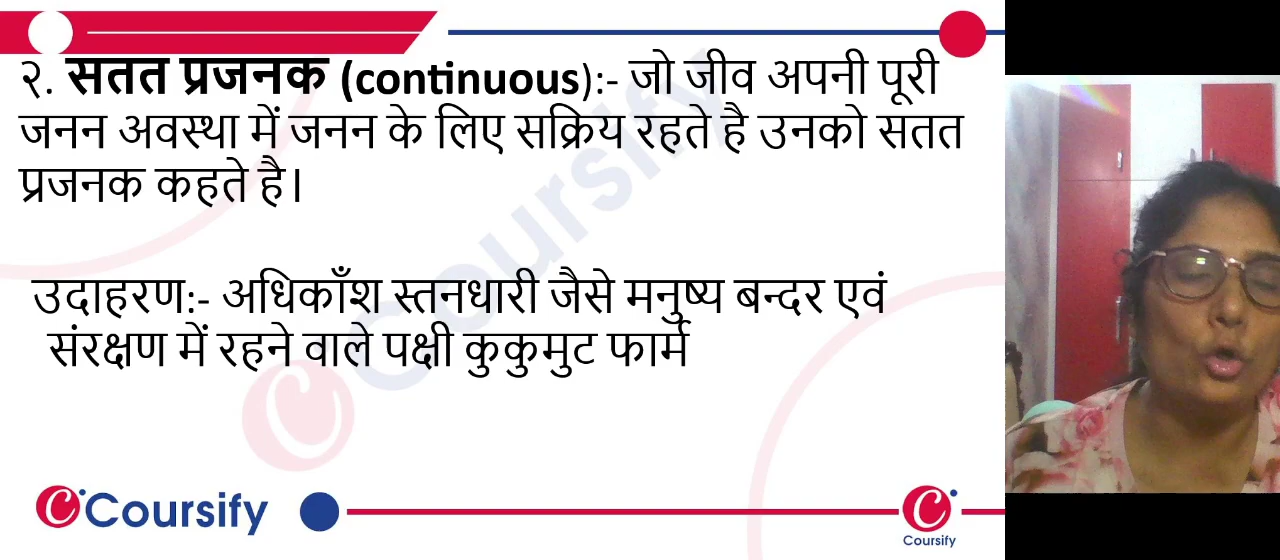 २. सतत प्रजनक (continuous):- जो जीव अपनी पूरी
जनन अवस्था में जनन के लिए सक्रिय रहते है उनको सतत
प्रजनक कहते है।
उदाहरण:- अधिकाँश स्तनधारी जैसे मनुष्य बन्दर एवं
संरक्षण में रहने वाले पक्षी कुकुमुट फार्म
Coursify
Coursify
Coursify